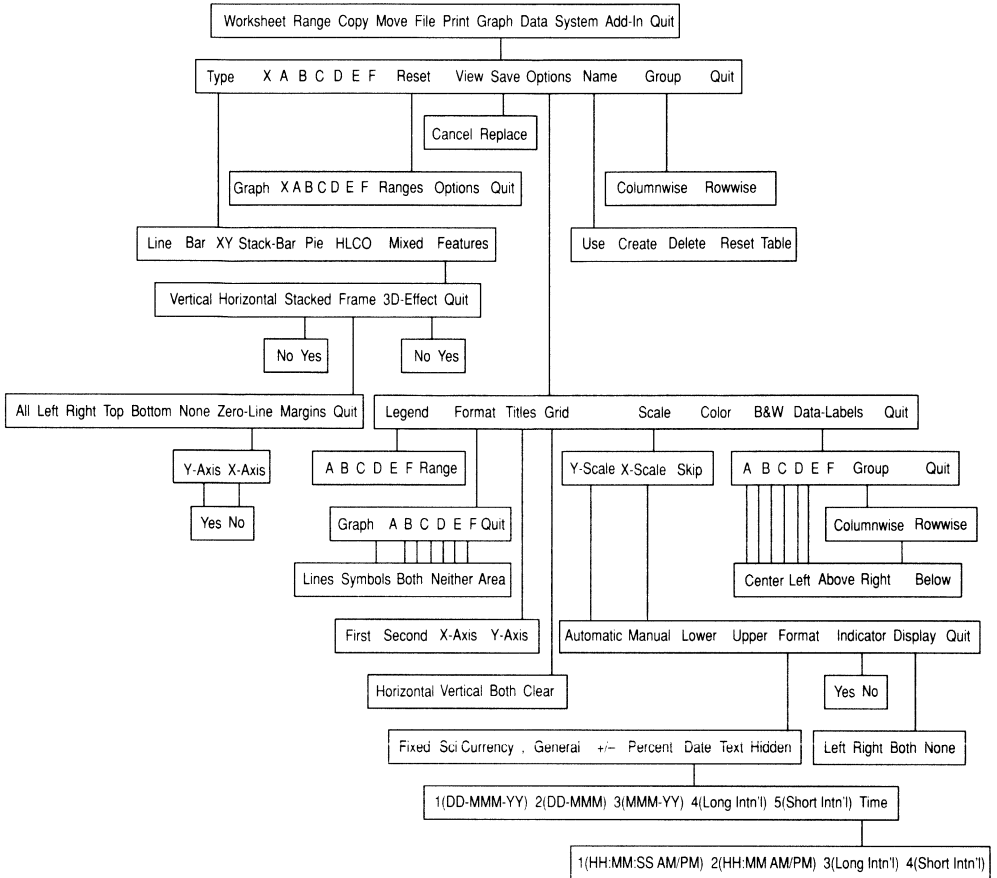 Worksheet Range Copy Move File Print Graph Data System Add-In Quit
Type X A B C D E F Reset View Save Options Name Group Quit
Cancel Replace
Graph X A B C D E F Ranges Options Quit
Columnwise Rowwise
Line Bar XY Stack-Bar Pie HLCO Mixed Features
Use Create Delete Reset Table
Vertical Horizontal Stacked Frame 3D-Effect Quit
No Yes
No Yes
All Left Right Top Bottom None Zero-Line Margins Quit
Legend Format Titles Grid Scale Color B&W Data-Labels Quit
Y-Axis X-Axis
A B C D E F Range
Y-Scale X-Scale Skip
A B C D E F Group Quit
Yes No
Graph A B C D E F Quit
Columnwise Rowwise
Lines Symbols Both Neither Area
Center Left Above Right Below
First Second X-Axis Y-Axis
Automatic Manual Lower Upper Format Indicator Display Quit
Horizontal Vertical Both Clear
Yes No
Fixed Sci Currency , General +/– Percent Date Text Hidden
Left Right Both None
1(DD-MMM-YY) 2(DD-MMM) 3(MMM-YY) 4(Long Intn'l) 5(Short Intn'l) Time
1(HH:MM:SS AM/PM) 2(HH:MM AM/PM) 3(Long Intn'l) 4(Short Intn'l)